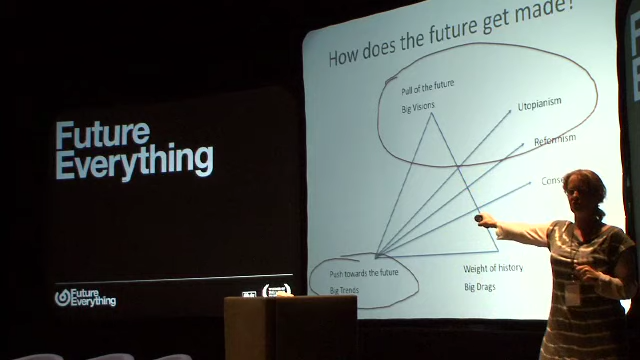 Future
Everything
Future
Everything
How does the future get made?
Pull of the future
Big Visions
Utopianism
Reformism
Push towards the future
Big Trends
Weight of history
Big Drags